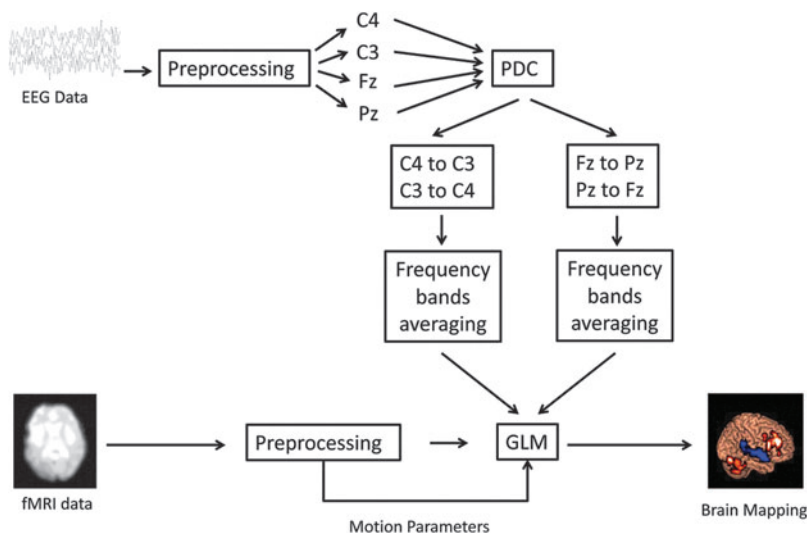 C4
C3
Fz
Pz
Preprocessing
PDC
EEG Data
C4 to C3
C3 to C4
Fz to Pz
Pz to Fz
Frequency
bands
averaging
Frequency
bands
averaging
Preprocessing
GLM
fMRI data
Motion Parameters
Brain Mapping